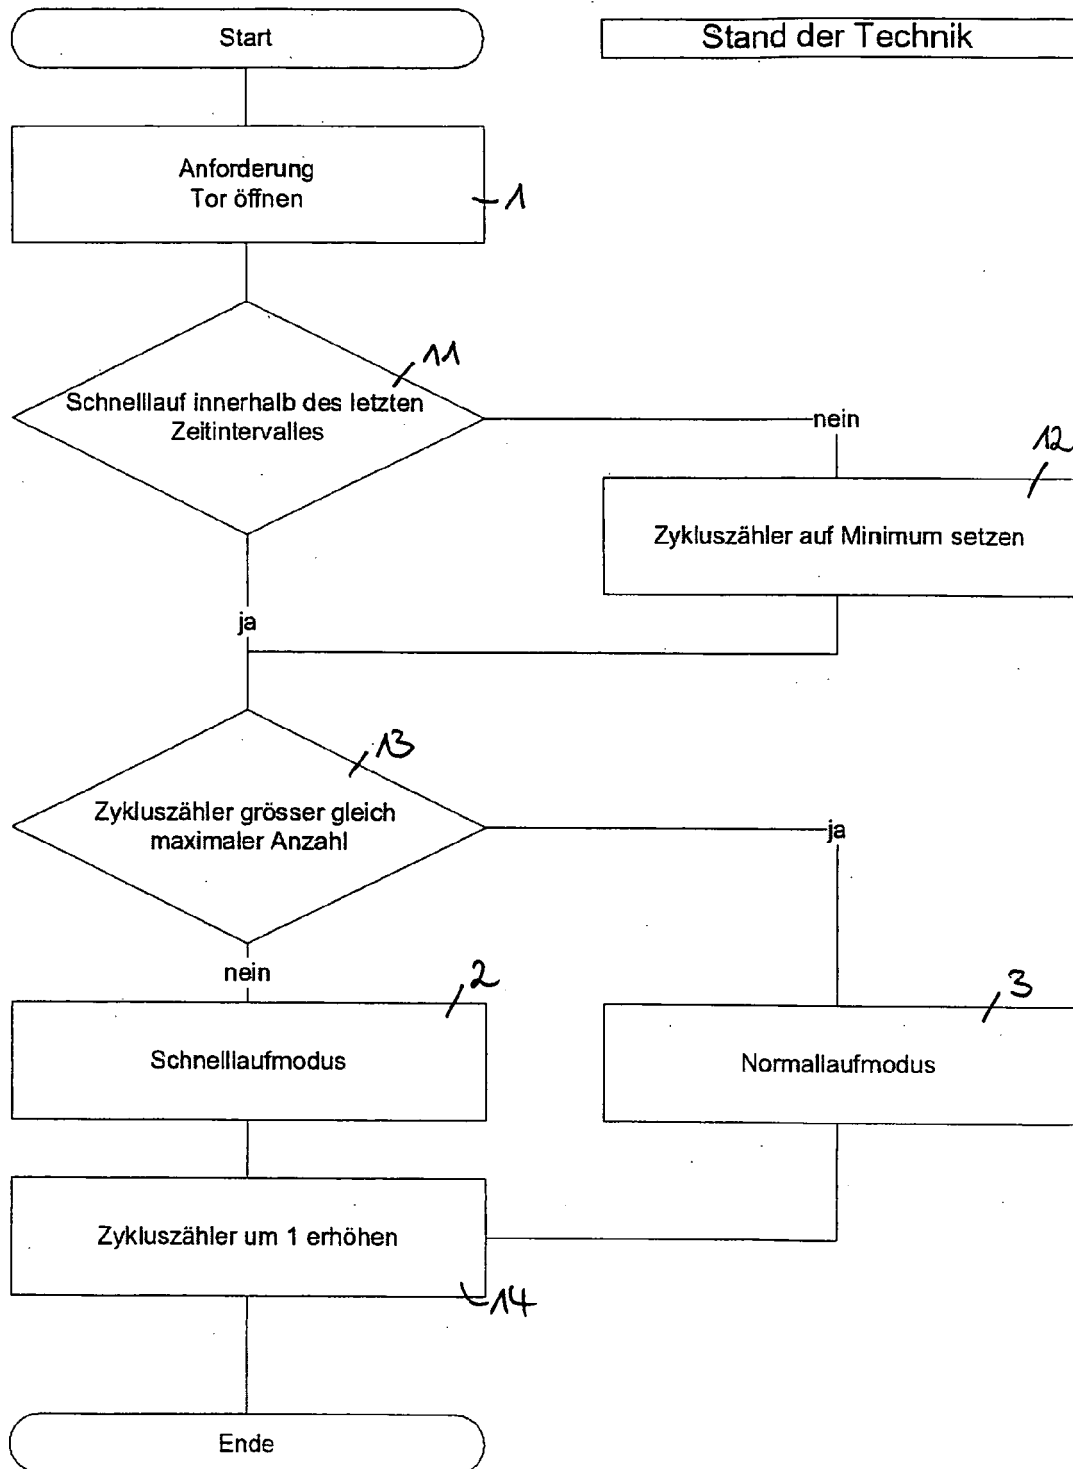 Start
Stand der Technik
Anforderung
Tor öffnen
1
11
Schnelllauf innerhalb des letzten
Zeitintervalles
nein
12
Zykluszähler auf Minimum setzen
ja
13
Zykluszähler grösser gleich
maximaler Anzahl
ja
nein
2
Schnelllaufmodus
3
Normallaufmodus
Zykluszähler um 1 erhöhen
14
Ende